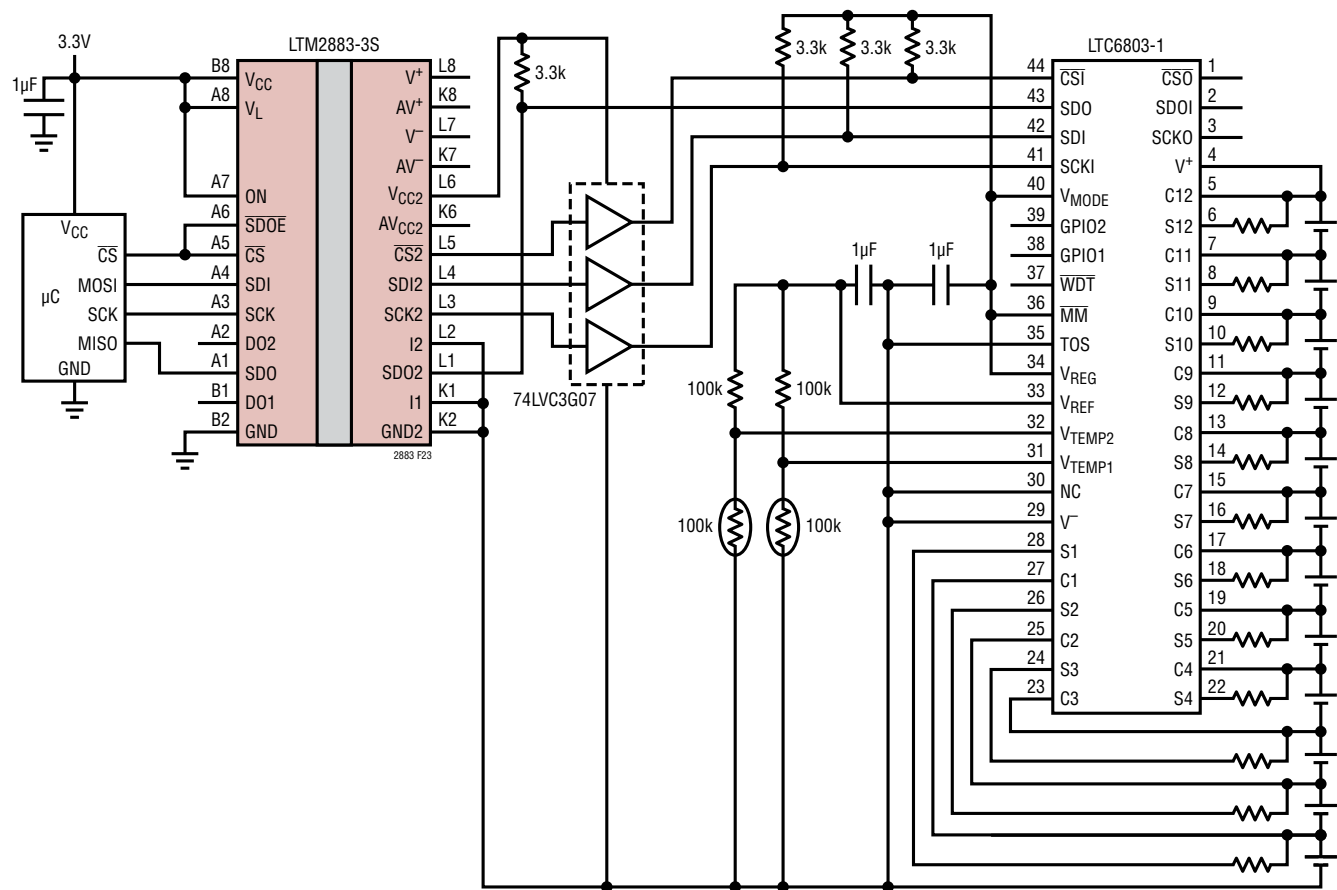 3.3V
1µF
LTM2883-3S
B8 VCC
A8 VL
A7 ON
A6 SDOE
A5 CS
A4 SDI
A3 SCK
A2 DO2
A1 SDO
B1 DO1
B2 GND
V+ L8
AV+ K8
V− L7
AV− K7
VCC2 L6
AVCC2 K6
CS2 L5
SDI2 L4
SCK2 L3
I2 L2
SDO2 L1
I1 K1
GND2 K2
2883 F23
VCC
CS
MOSI
µC
SCK
MISO
GND
3.3k
74LVC3G07
3.3k 3.3k 3.3k
1µF 1µF
100k 100k
100k 100k
LTC6803-1
44 CSI
43 SDO
42 SDI
41 SCKI
40 VMODE
39 GPIO2
38 GPIO1
37 WDT
36 MM
35 TOS
34 VREG
33 VREF
32 VTEMP2
31 VTEMP1
30 NC
29 V−
28 S1
27 C1
26 S2
25 C2
24 S3
23 C3
CSO 1
SDOI 2
SCKO 3
V+ 4
C12 5
S12 6
C11 7
S11 8
C10 9
S10 10
C9 11
S9 12
C8 13
S8 14
C7 15
S7 16
C6 17
S6 18
C5 19
S5 20
C4 21
S4 22